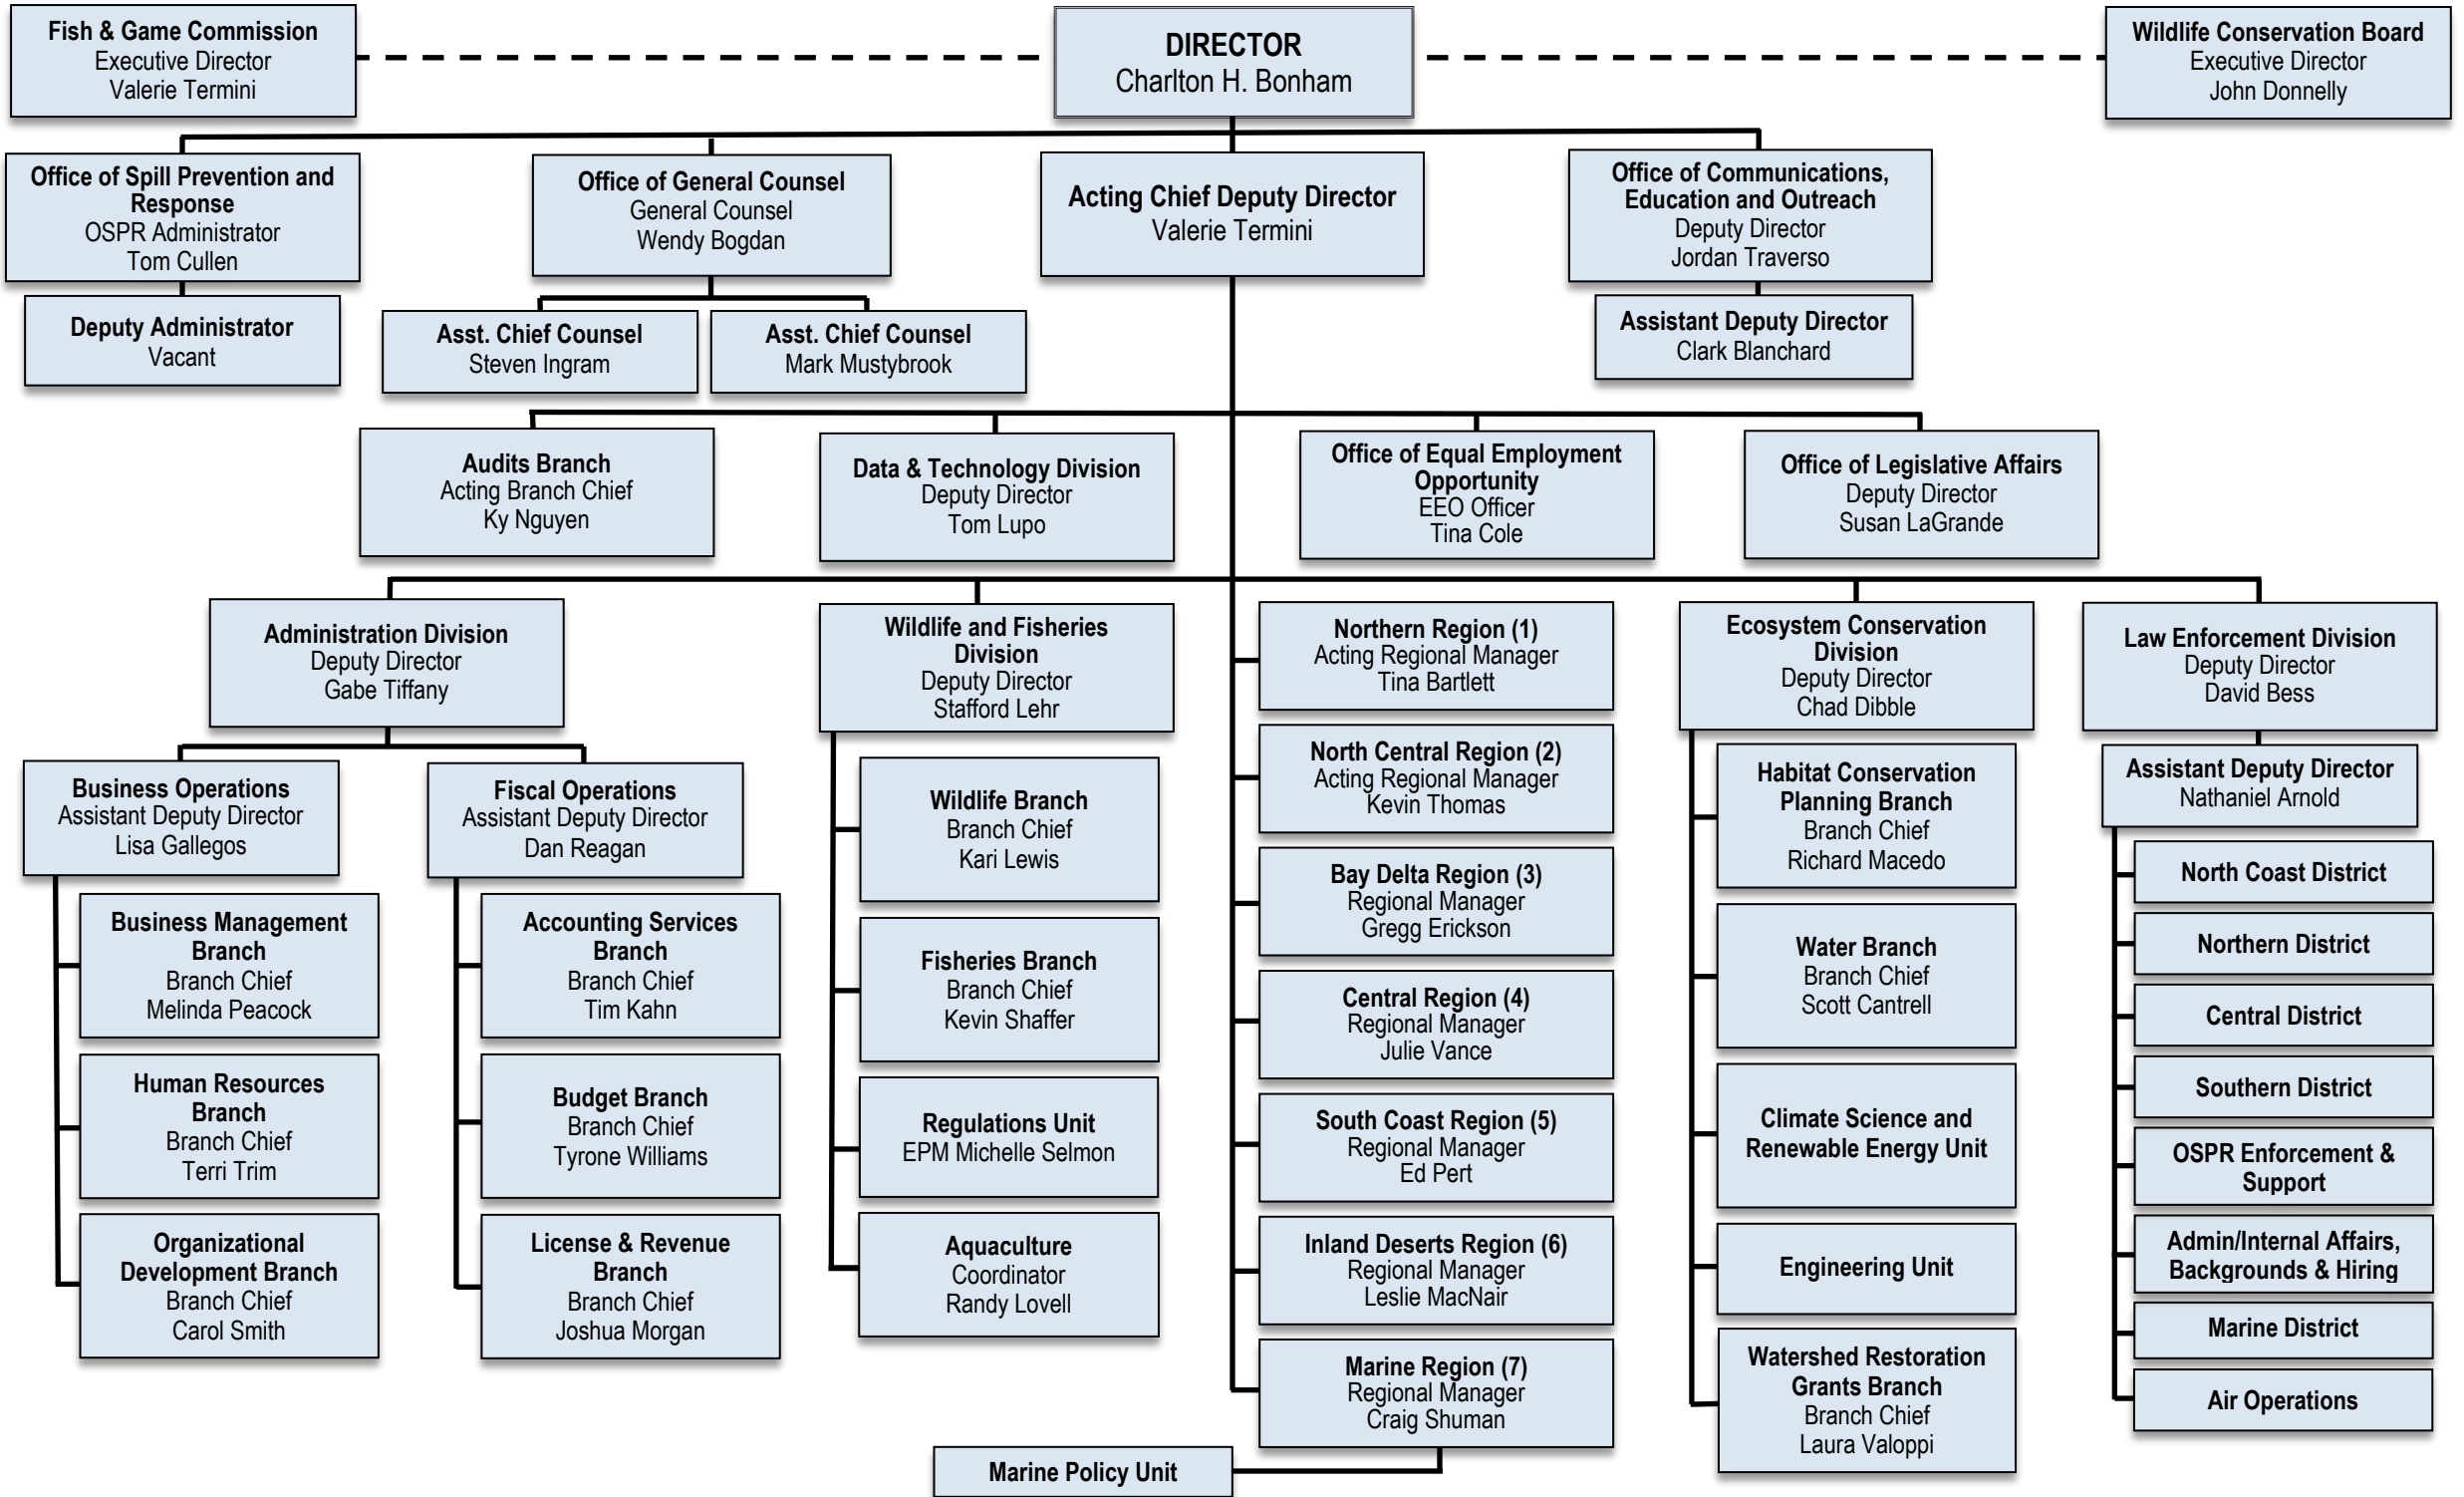 Fish & Game Commission
Executive Director
Valerie Termini
DIRECTOR
Charlton H. Bonham
Wildlife Conservation Board
Executive Director
John Donnelly
Office of Spill Prevention and
Response
OSPR Administrator
Tom Cullen
Office of General Counsel
General Counsel
Wendy Bogdan
Acting Chief Deputy Director
Valerie Termini
Office of Communications,
Education and Outreach
Deputy Director
Jordan Traverso
Deputy Administrator
Vacant
Asst. Chief Counsel
Steven Ingram
Asst. Chief Counsel
Mark Mustybrook
Assistant Deputy Director
Clark Blanchard
Audits Branch
Acting Branch Chief
Ky Nguyen
Data & Technology Division
Deputy Director
Tom Lupo
Office of Equal Employment
Opportunity
EEO Officer
Tina Cole
Office of Legislative Affairs
Deputy Director
Susan LaGrande
Administration Division
Deputy Director
Gabe Tiffany
Business Operations
Assistant Deputy Director
Lisa Gallegos
Business Management
Branch
Branch Chief
Melinda Peacock
Human Resources
Branch
Branch Chief
Terri Trim
Organizational
Development Branch
Branch Chief
Carol Smith
Fiscal Operations
Assistant Deputy Director
Dan Reagan
Accounting Services
Branch
Branch Chief
Tim Kahn
Budget Branch
Branch Chief
Tyrone Williams
License & Revenue
Branch
Branch Chief
Joshua Morgan
Wildlife and Fisheries
Division
Deputy Director
Stafford Lehr
Wildlife Branch
Branch Chief
Kari Lewis
Fisheries Branch
Branch Chief
Kevin Shaffer
Regulations Unit
EPM Michelle Selmon
Aquaculture
Coordinator
Randy Lovell
Northern Region (1)
Acting Regional Manager
Tina Bartlett
North Central Region (2)
Acting Regional Manager
Kevin Thomas
Bay Delta Region (3)
Regional Manager
Gregg Erickson
Central Region (4)
Regional Manager
Julie Vance
South Coast Region (5)
Regional Manager
Ed Pert
Inland Deserts Region (6)
Regional Manager
Leslie MacNair
Marine Region (7)
Regional Manager
Craig Shuman
Marine Policy Unit
Ecosystem Conservation
Division
Deputy Director
Chad Dibble
Habitat Conservation
Planning Branch
Branch Chief
Richard Macedo
Water Branch
Branch Chief
Scott Cantrell
Climate Science and
Renewable Energy Unit
Engineering Unit
Watershed Restoration
Grants Branch
Branch Chief
Laura Valoppi
Law Enforcement Division
Deputy Director
David Bess
Assistant Deputy Director
Nathaniel Arnold
North Coast District
Northern District
Central District
Southern District
OSPR Enforcement &
Support
Admin/Internal Affairs,
Backgrounds & Hiring
Marine District
Air Operations